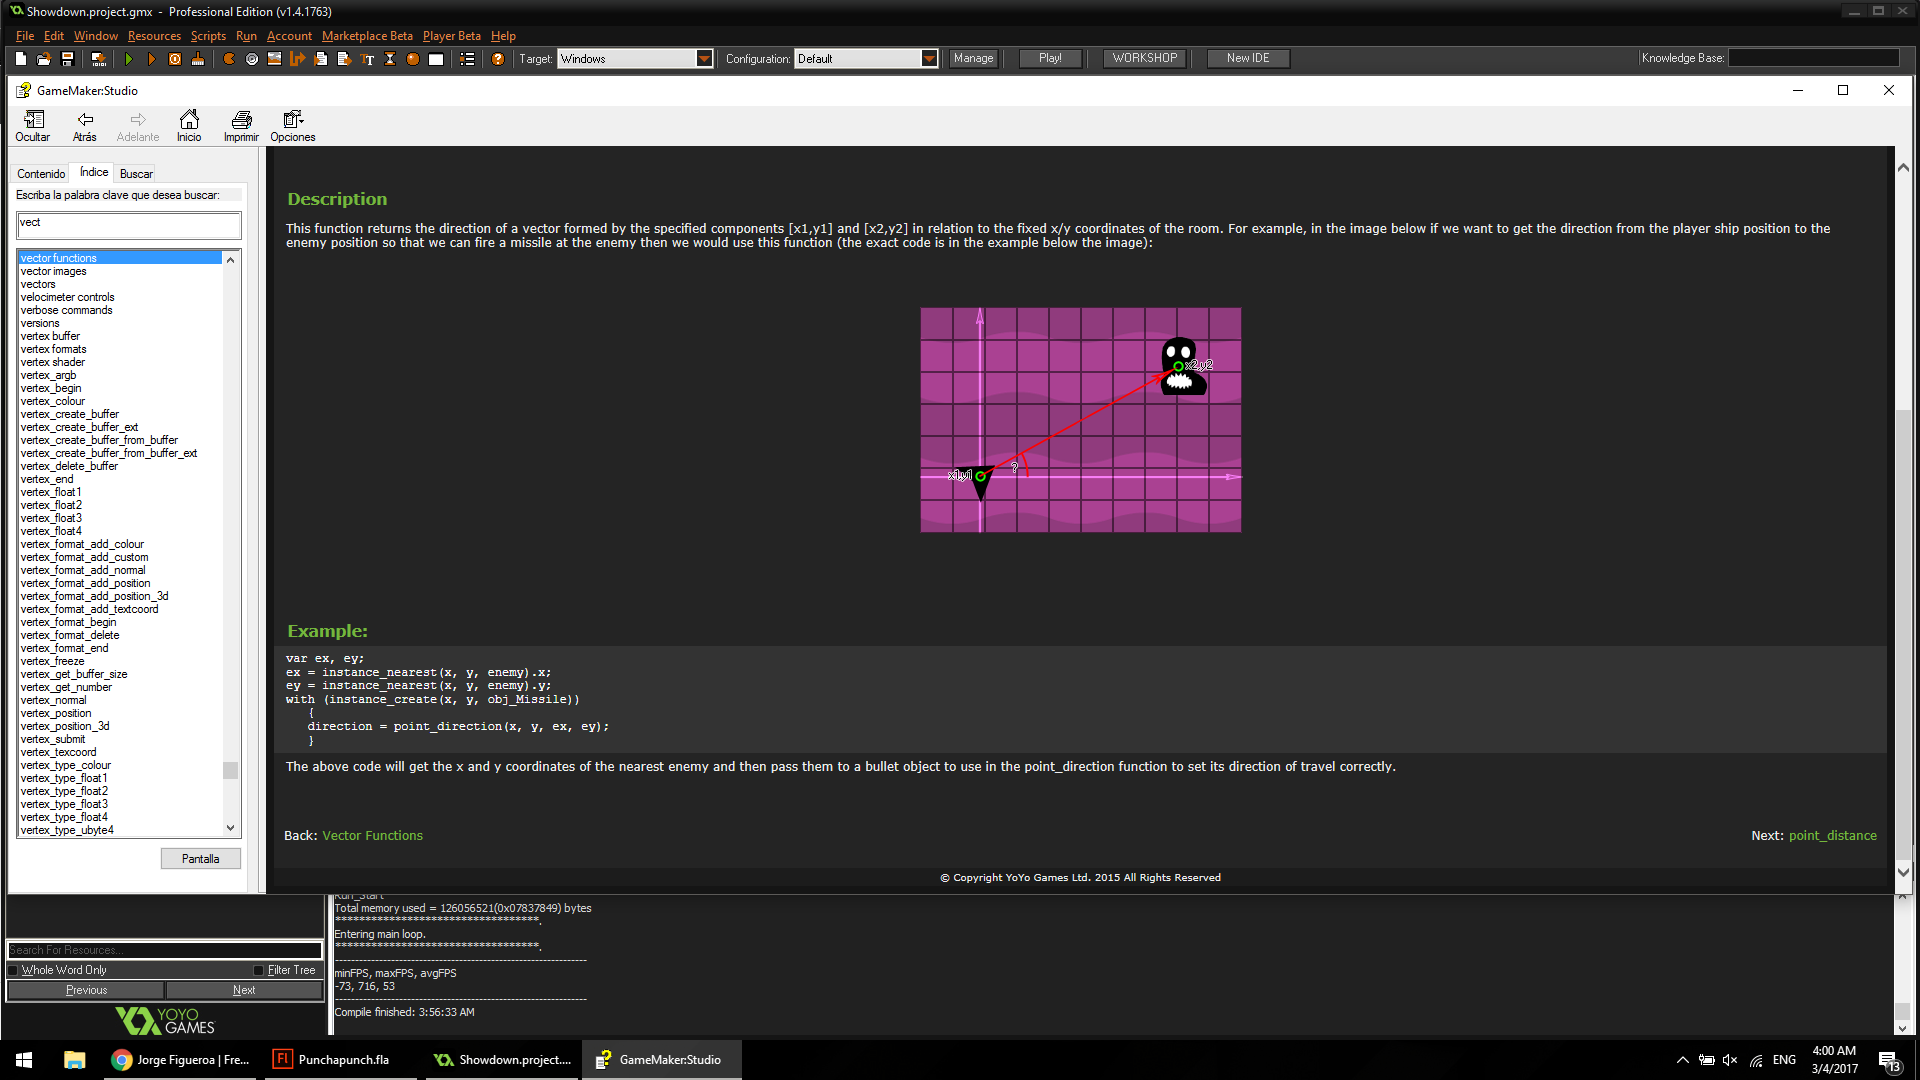 Showdown.project.gmx - Professional Edition (v1.4.1763)
File Edit Window Resources Scripts Run Account Marketplace Beta Player Beta Help
Target: Windows Configuration: Default Manage Play! WORKSHOP New IDE Knowledge Base:
GameMaker:Studio
Ocultar Atrás Adelante Inicio Imprimir Opciones
Contenido Índice Buscar
Escriba la palabra clave que desea buscar:
vect
vector functions
vector images
vectors
velocimeter controls
verbose commands
versions
vertex buffer
vertex formats
vertex shader
vertex_argb
vertex_begin
vertex_colour
vertex_create_buffer
vertex_create_buffer_ext
vertex_create_buffer_from_buffer
vertex_create_buffer_from_buffer_ext
vertex_delete_buffer
vertex_end
vertex_float1
vertex_float2
vertex_float3
vertex_float4
vertex_format_add_colour
vertex_format_add_custom
vertex_format_add_normal
vertex_format_add_position
vertex_format_add_position_3d
vertex_format_add_textcoord
vertex_format_begin
vertex_format_delete
vertex_format_end
vertex_freeze
vertex_get_buffer_size
vertex_get_number
vertex_normal
vertex_position
vertex_position_3d
vertex_submit
vertex_texcoord
vertex_type_colour
vertex_type_float1
vertex_type_float2
vertex_type_float3
vertex_type_float4
vertex_type_ubyte4
Pantalla
Description
This function returns the direction of a vector formed by the specified components [x1,y1] and [x2,y2] in relation to the fixed x/y coordinates of the room. For example, in the image below if we want to get the direction from the player ship position to the
enemy position so that we can fire a missile at the enemy then we would use this function (the exact code is in the example below the image):
x2,y2
x1,y1
?
Example:
var ex, ey;
ex = instance_nearest(x, y, enemy).x;
ey = instance_nearest(x, y, enemy).y;
with (instance_create(x, y, obj_Missile))
{
direction = point_direction(x, y, ex, ey);
}
The above code will get the x and y coordinates of the nearest enemy and then pass them to a bullet object to use in the point_direction function to set its direction of travel correctly.
Back: Vector Functions
Next: point_distance
© Copyright YoYo Games Ltd. 2015 All Rights Reserved
Run_Start
Total memory used = 126056521(0x07837849) bytes
***********************************.
Entering main loop.
***********************************.
---------------------------------------------------------------
minFPS, maxFPS, avgFPS
-73, 716, 53
---------------------------------------------------------------
Compile finished: 3:56:33 AM
Search For Resources...
Whole Word Only Filter Tree
Previous Next
YOYO
GAMES
Jorge Figueroa | Fre... Punchapunch.fla Showdown.project.... GameMaker:Studio
ENG
4:00 AM
3/4/2017
13